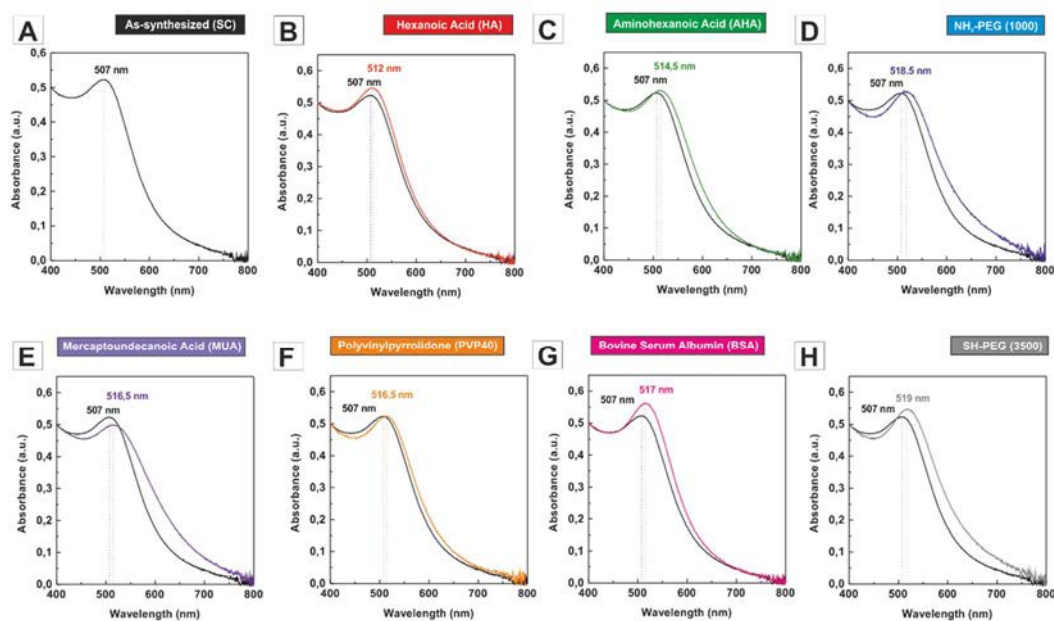 A
As-synthesized (SC)
507 nm
0,6
0,5
0,4
0,3
0,2
0,1
0,0
Absorbance (a.u.)
400 500 600 700 800
Wavelength (nm)
B
Hexanoic Acid (HA)
512 nm
507 nm
0,6
0,5
0,4
0,3
0,2
0,1
0,0
Absorbance (a.u.)
400 500 600 700 800
Wavelength (nm)
C
Aminohexanoic Acid (AHA)
514,5 nm
507 nm
0,6
0,5
0,4
0,3
0,2
0,1
0,0
Absorbance (a.u.)
400 500 600 700 800
Wavelength (nm)
D
NH₂-PEG (1000)
518.5 nm
507 nm
0,6
0,5
0,4
0,3
0,2
0,1
0,0
Absorbance (a.u.)
400 500 600 700 800
Wavelength (nm)
E
Mercaptoundecanoic Acid (MUA)
516,5 nm
507 nm
0,6
0,5
0,4
0,3
0,2
0,1
0,0
Absorbance (a.u.)
400 500 600 700 800
Wavelength (nm)
F
Polyvinylpyrrolidone (PVP40)
516.5 nm
507 nm
0,6
0,5
0,4
0,3
0,2
0,1
0,0
Absorbance (a.u.)
400 500 600 700 800
Wavelength (nm)
G
Bovine Serum Albumin (BSA)
517 nm
507 nm
0,6
0,5
0,4
0,3
0,2
0,1
0,0
Absorbance (a.u.)
400 500 600 700 800
Wavelength (nm)
H
SH-PEG (3500)
519 nm
507 nm
0,6
0,5
0,4
0,3
0,2
0,1
0,0
Absorbance (a.u.)
400 500 600 700 800
Wavelength (nm)